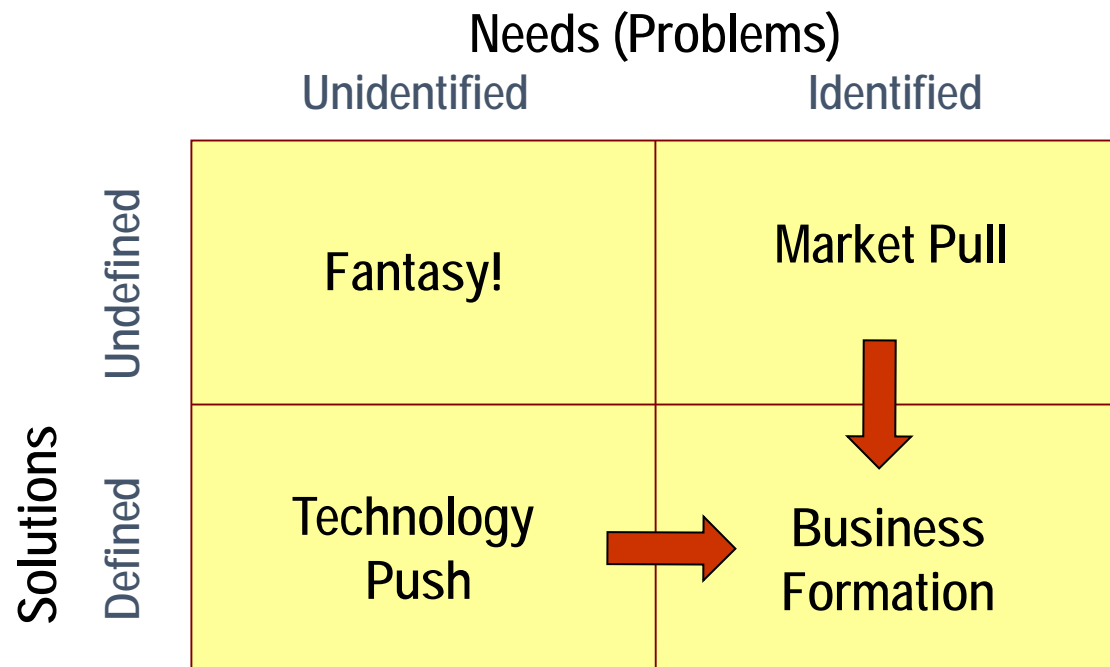 Needs (Problems)
Unidentified
Identified
Solutions
Undefined
Fantasy!
Market Pull
Defined
Technology
Push
Business
Formation